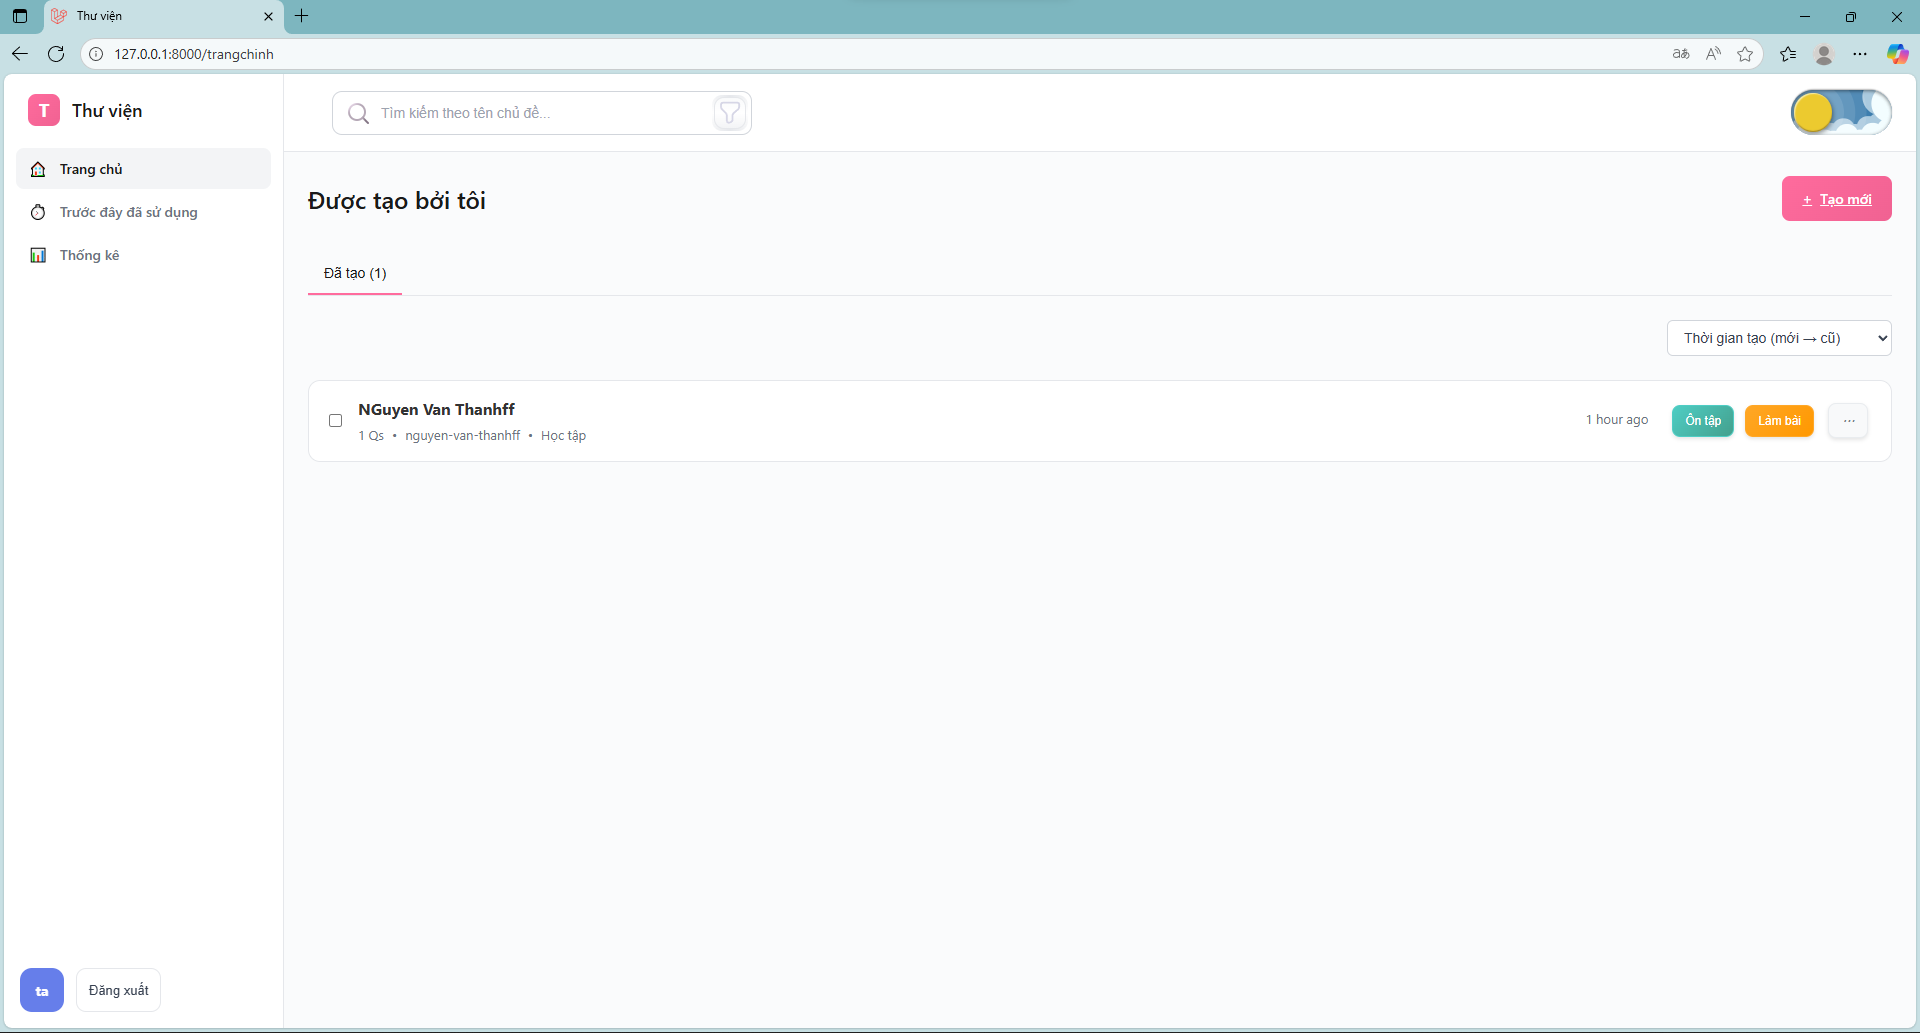 Thư viện
127.0.0.1:8000/trangchinh
T Thư viện
Tìm kiếm theo tên chủ đề...
Trang chủ
Trước đây đã sử dụng
Thống kê
Được tạo bởi tôi
+ Tạo mới
Đã tạo (1)
Thời gian tạo (mới → cũ)
NGuyen Van Thanhff
1 Qs • nguyen-van-thanhff • Học tập
1 hour ago
Ôn tập
Làm bài
...
ta
Đăng xuất